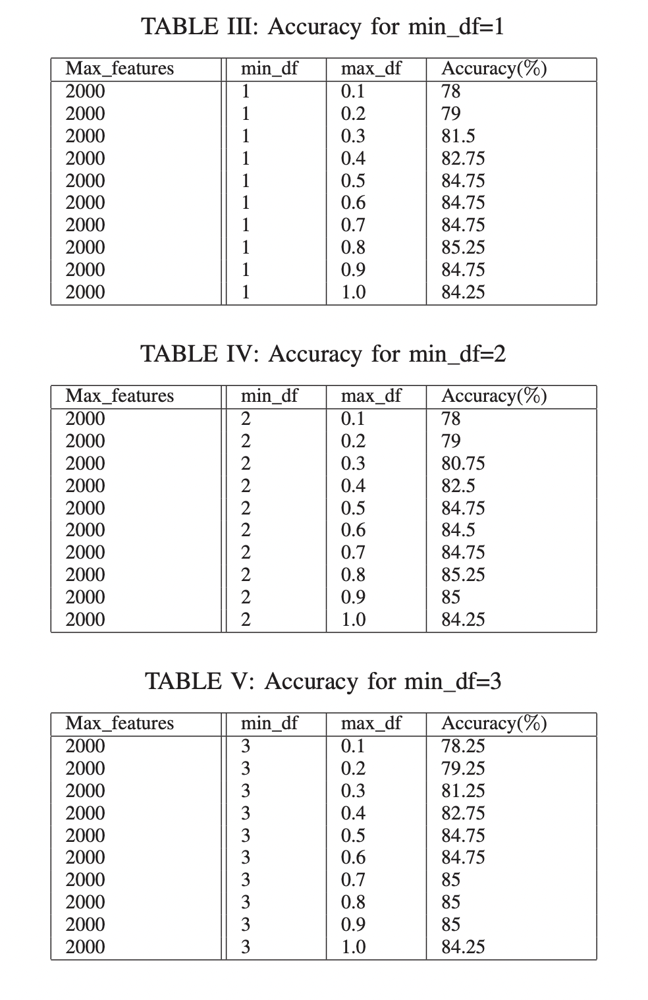 TABLE III: Accuracy for min_df=1
Max_features min_df max_df Accuracy(%)
2000 1 0.1 78
2000 1 0.2 79
2000 1 0.3 81.5
2000 1 0.4 82.75
2000 1 0.5 84.75
2000 1 0.6 84.75
2000 1 0.7 84.75
2000 1 0.8 85.25
2000 1 0.9 84.75
2000 1 1.0 84.25
TABLE IV: Accuracy for min_df=2
Max_features min_df max_df Accuracy(%)
2000 2 0.1 78
2000 2 0.2 79
2000 2 0.3 80.75
2000 2 0.4 82.5
2000 2 0.5 84.75
2000 2 0.6 84.5
2000 2 0.7 84.75
2000 2 0.8 85.25
2000 2 0.9 85
2000 2 1.0 84.25
TABLE V: Accuracy for min_df=3
Max_features min_df max_df Accuracy(%)
2000 3 0.1 78.25
2000 3 0.2 79.25
2000 3 0.3 81.25
2000 3 0.4 82.75
2000 3 0.5 84.75
2000 3 0.6 84.75
2000 3 0.7 85
2000 3 0.8 85
2000 3 0.9 85
2000 3 1.0 84.25